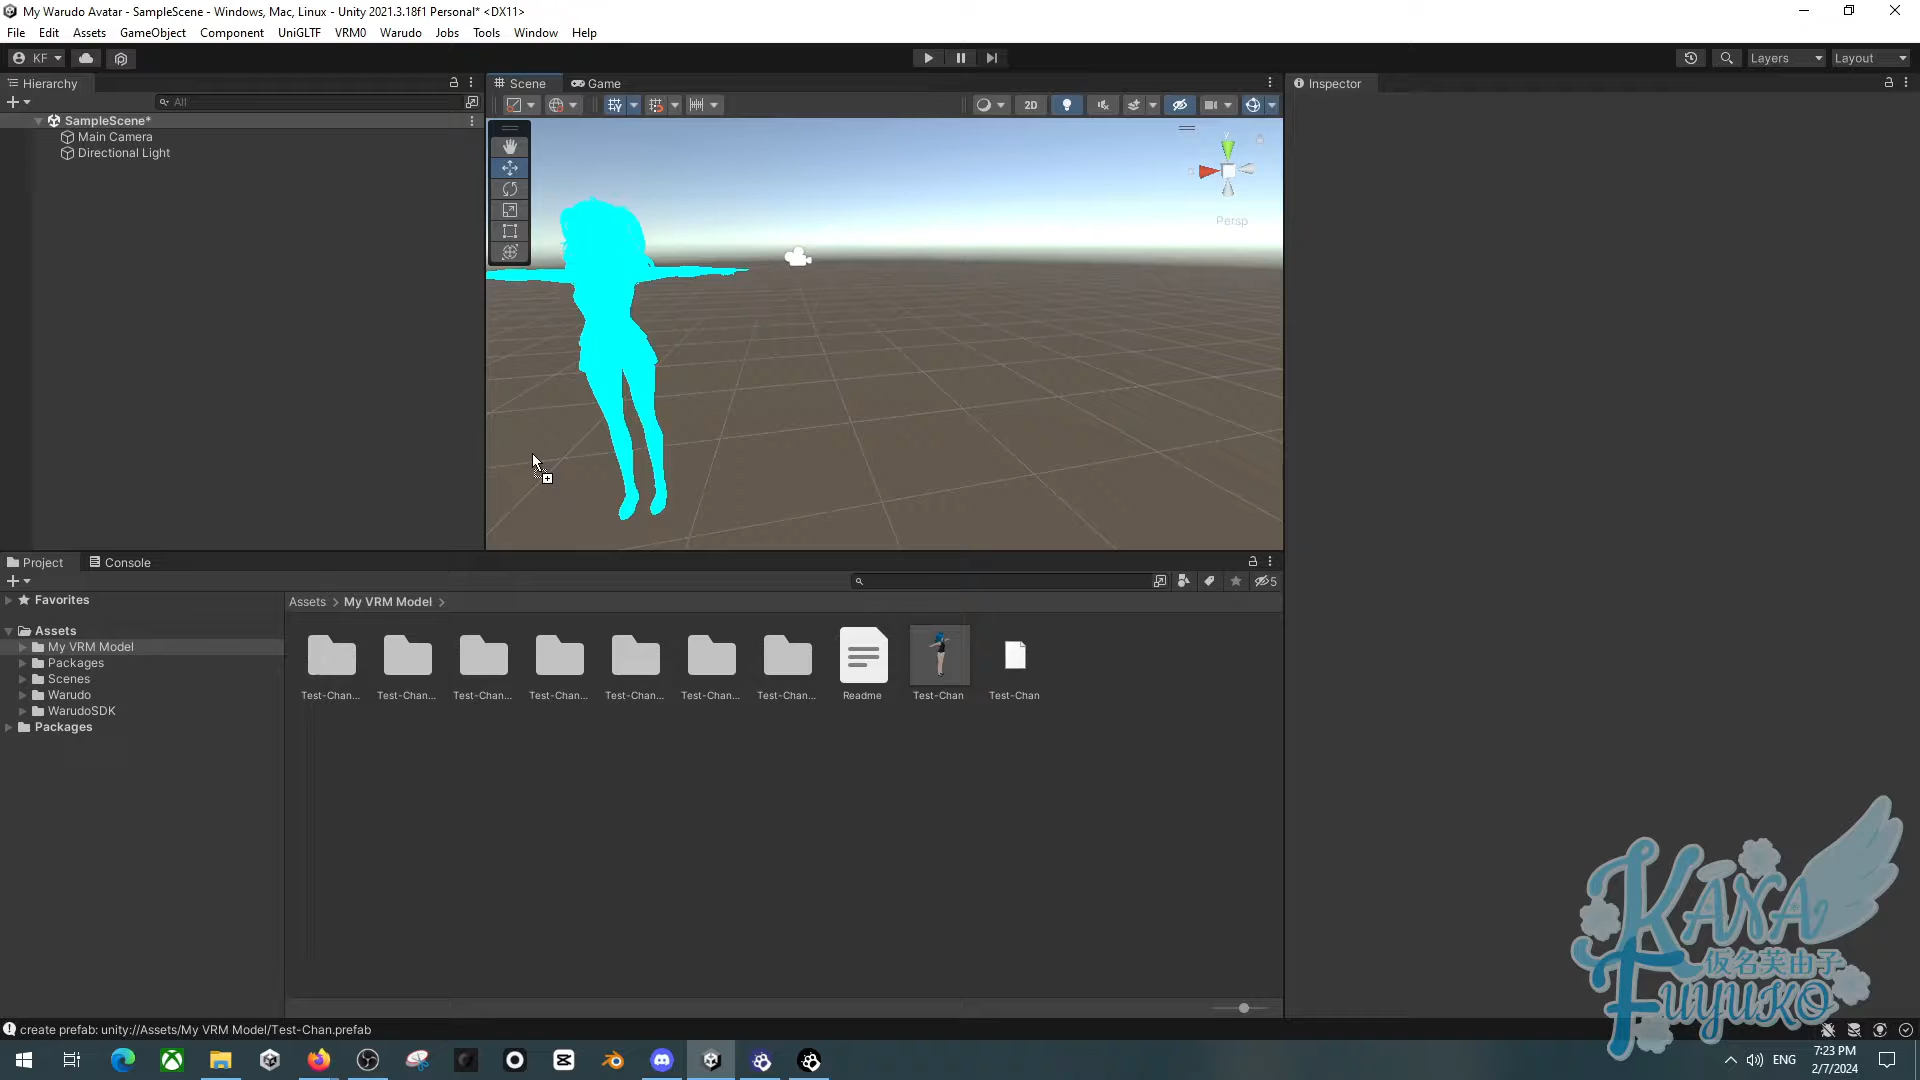 My Warudo Avatar - SampleScene - Windows, Mac, Linux - Unity 2021.3.18f1 Personal* <DX11>
File Edit Assets GameObject Component UniGLTF VRM0 Warudo Jobs Tools Window Help
KF Layers Layout
Hierarchy
All
SampleScene*
Main Camera
Directional Light
Scene Game
2D
y
Persp
Inspector
Project Console
5
Favorites
Assets
My VRM Model
Packages
Scenes
Warudo
WarudoSDK
Packages
Assets > My VRM Model >
Test-Chan... Test-Chan... Test-Chan... Test-Chan... Test-Chan... Test-Chan... Test-Chan... Readme Test-Chan Test-Chan
create prefab: unity://Assets/My VRM Model/Test-Chan.prefab
KANA
仮名芙由子
FUYUKO
ENG
7:23 PM
2/7/2024